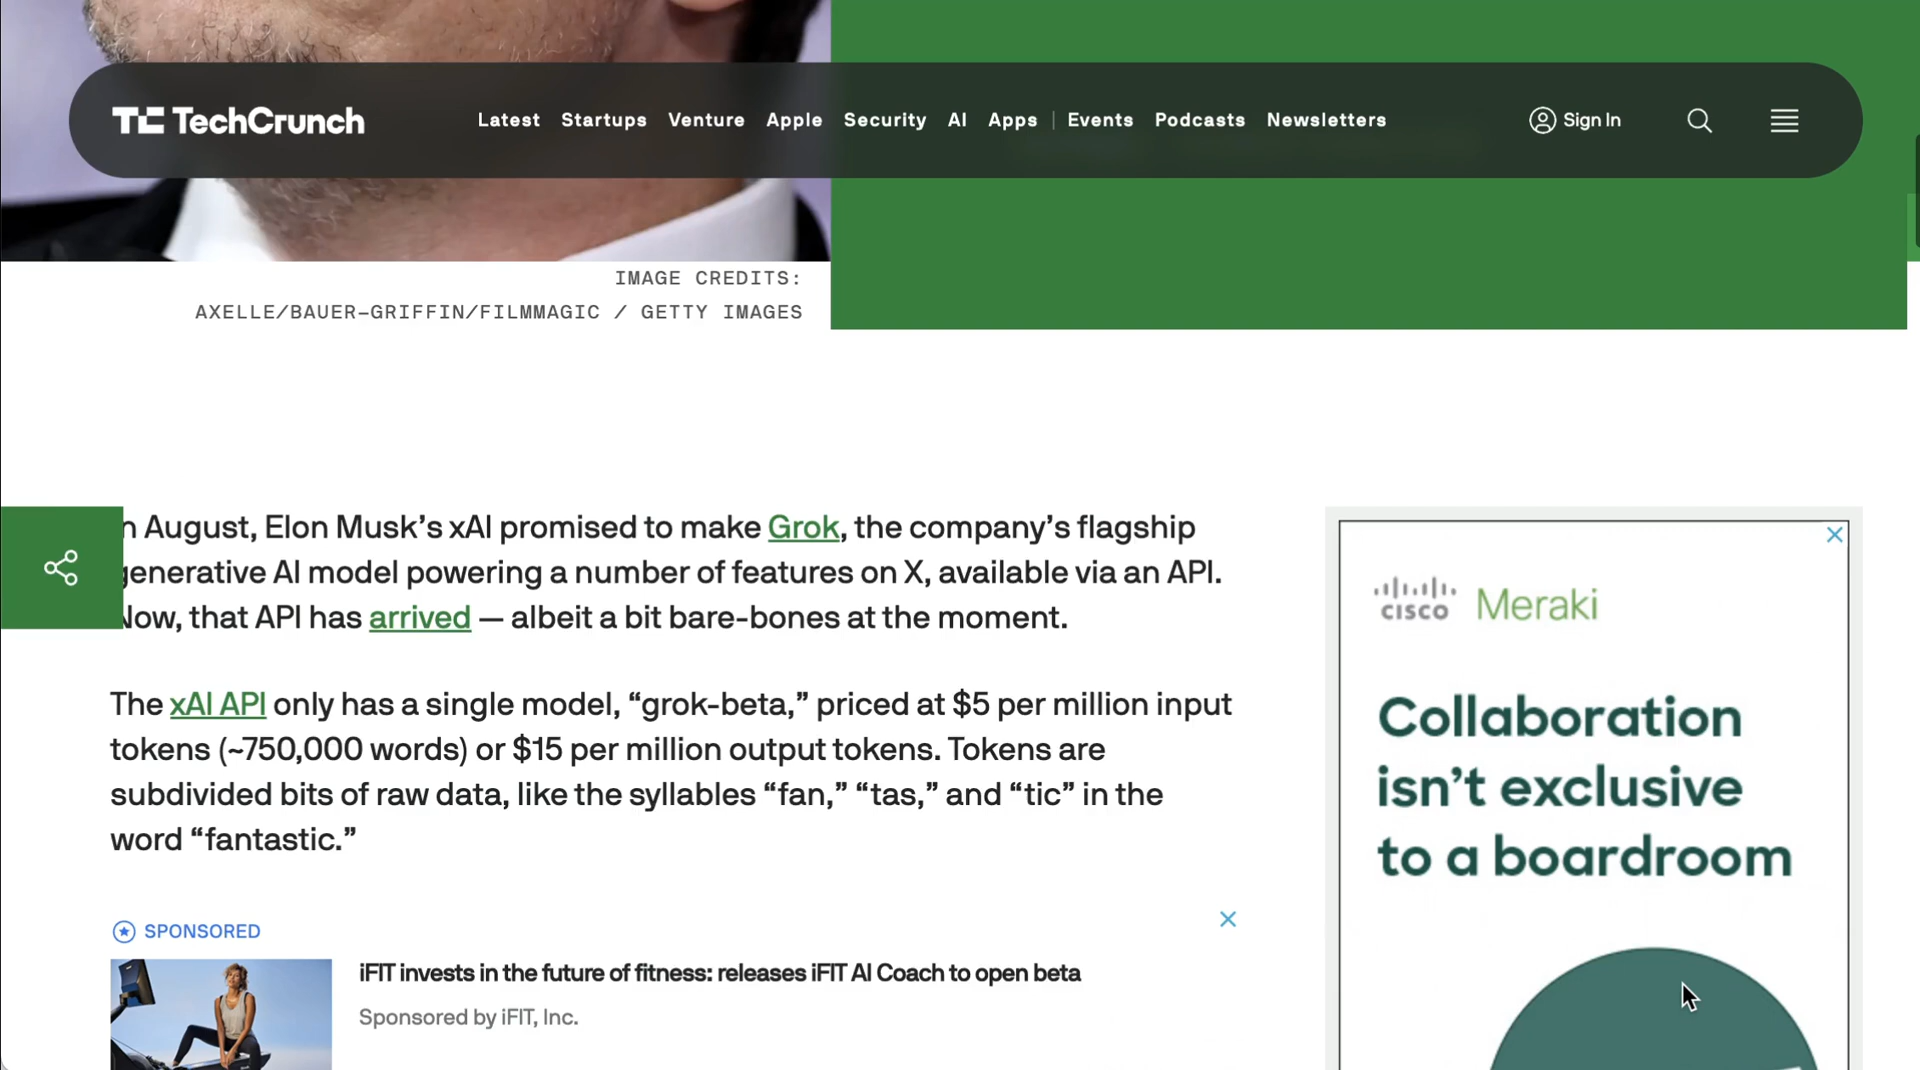 TechCrunch
Latest Startups Venture Apple Security AI Apps | Events Podcasts Newsletters
Sign In
IMAGE CREDITS:
AXELLE/BAUER-GRIFFIN/FILMMAGIC / GETTY IMAGES
n August, Elon Musk’s xAI promised to make Grok, the company’s flagship
generative AI model powering a number of features on X, available via an API.
Now, that API has arrived — albeit a bit bare-bones at the moment.
The xAI API only has a single model, “grok-beta,” priced at $5 per million input
tokens (~750,000 words) or $15 per million output tokens. Tokens are
subdivided bits of raw data, like the syllables “fan,” “tas,” and “tic” in the
word “fantastic.”
SPONSORED
iFIT invests in the future of fitness: releases iFIT AI Coach to open beta
Sponsored by iFIT, Inc.
CISCO Meraki
Collaboration
isn’t exclusive
to a boardroom